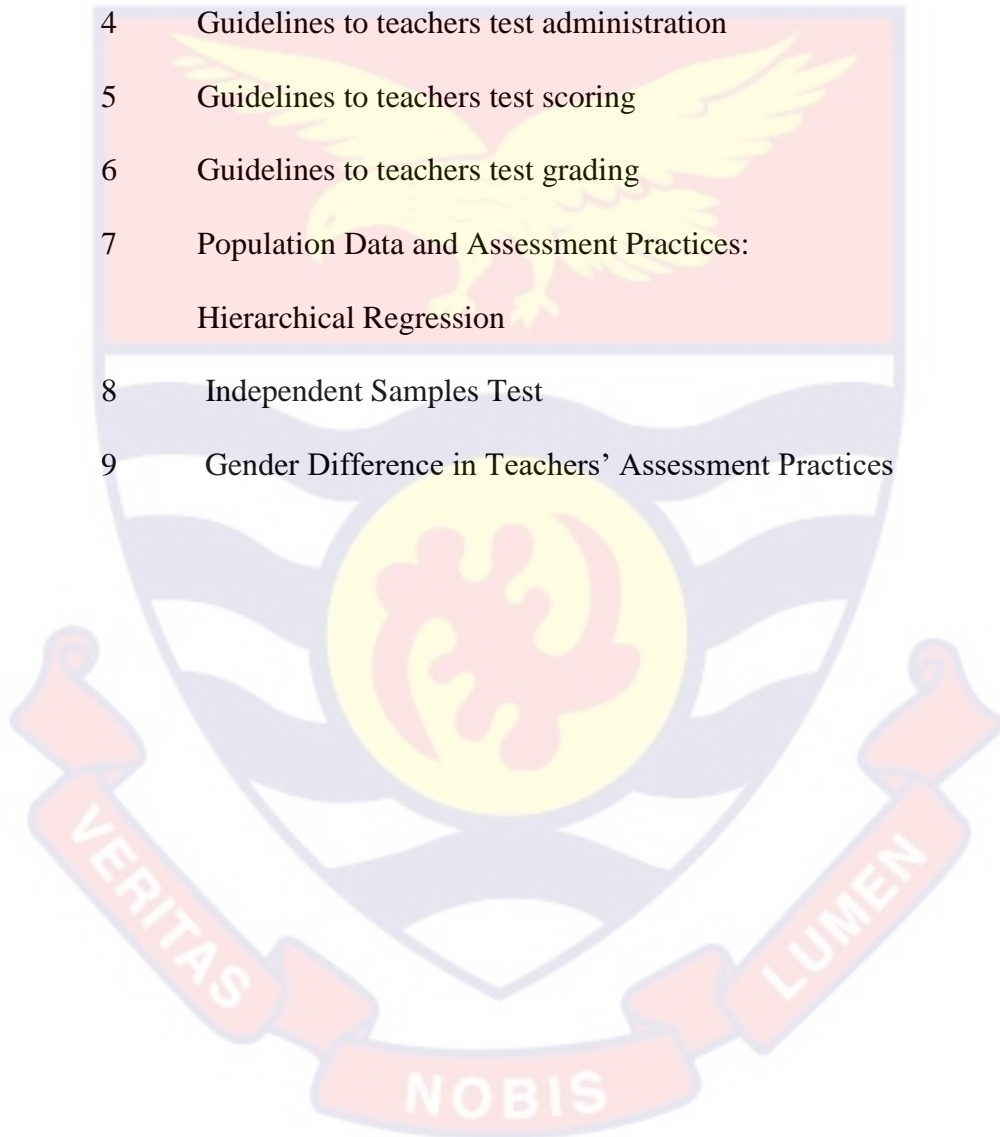 4 Guidelines to teachers test administration
5 Guidelines to teachers test scoring
6 Guidelines to teachers test grading
7 Population Data and Assessment Practices:
Hierarchical Regression
8 Independent Samples Test
9 Gender Difference in Teachers’ Assessment Practices
VERITAS
NOBIS
LUMEN